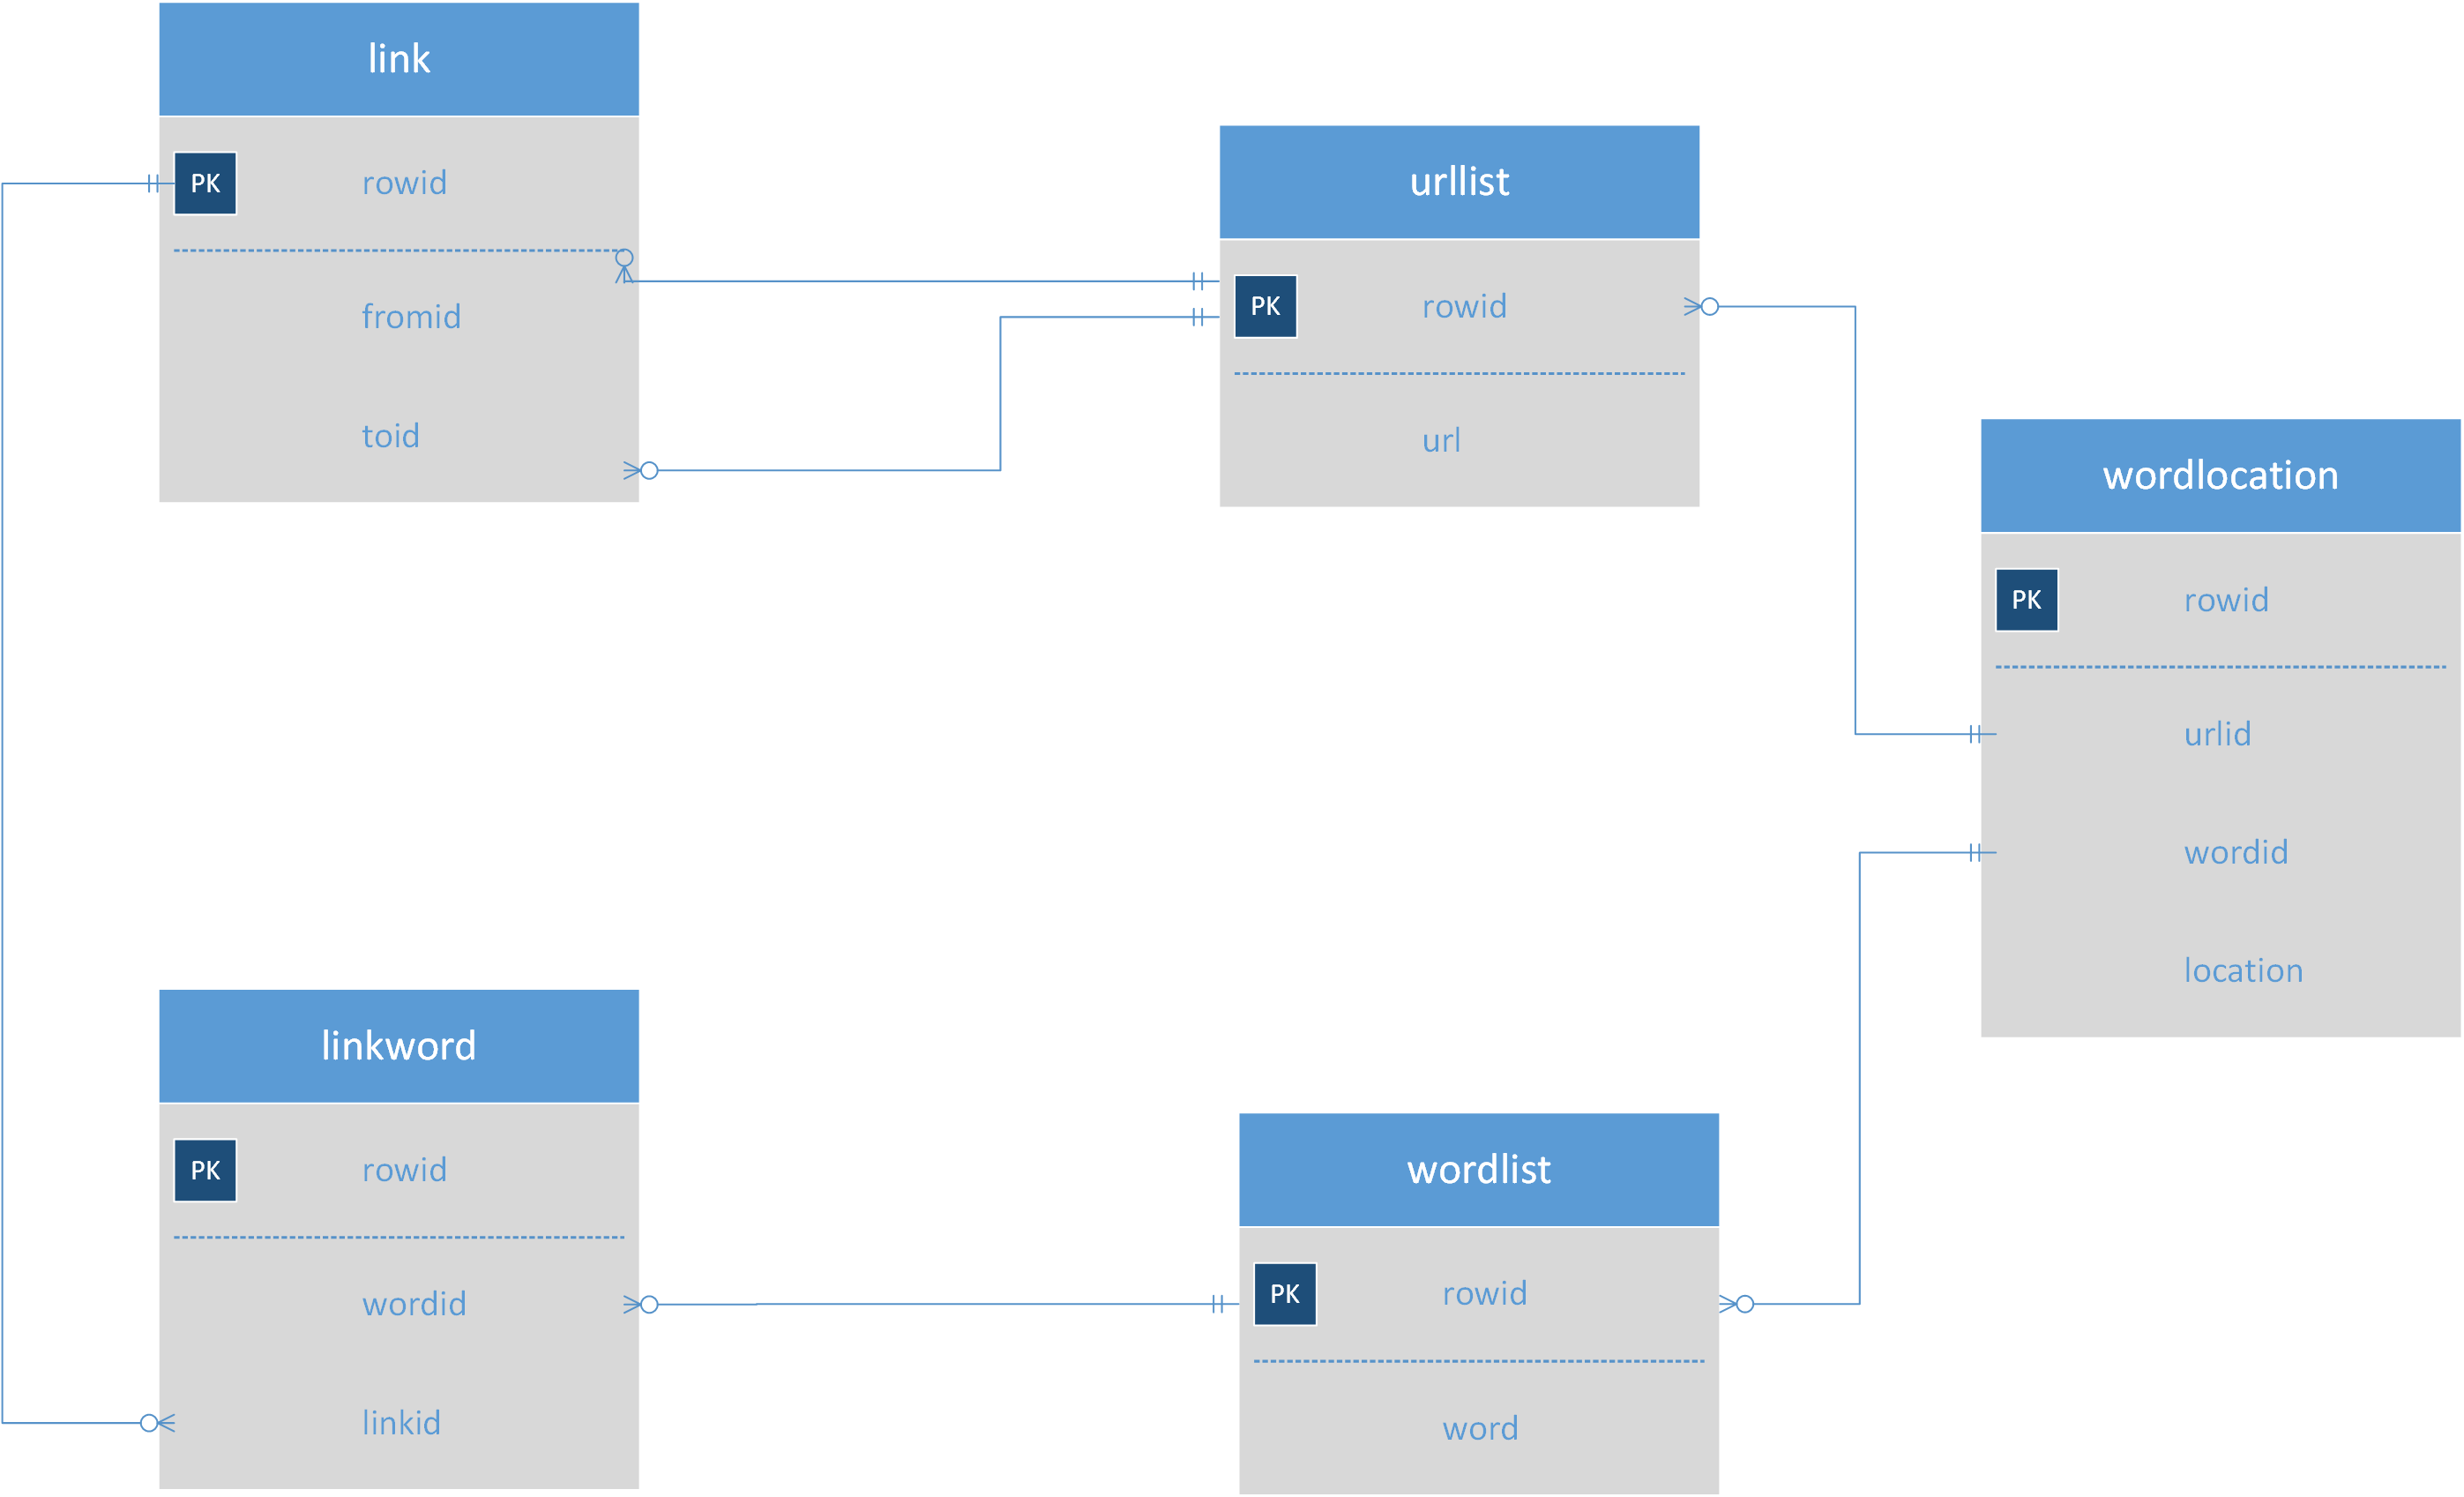 link
PK rowid
fromid
toid
urllist
PK rowid
url
wordlocation
PK rowid
urlid
wordid
location
linkword
PK rowid
wordid
linkid
wordlist
PK rowid
word